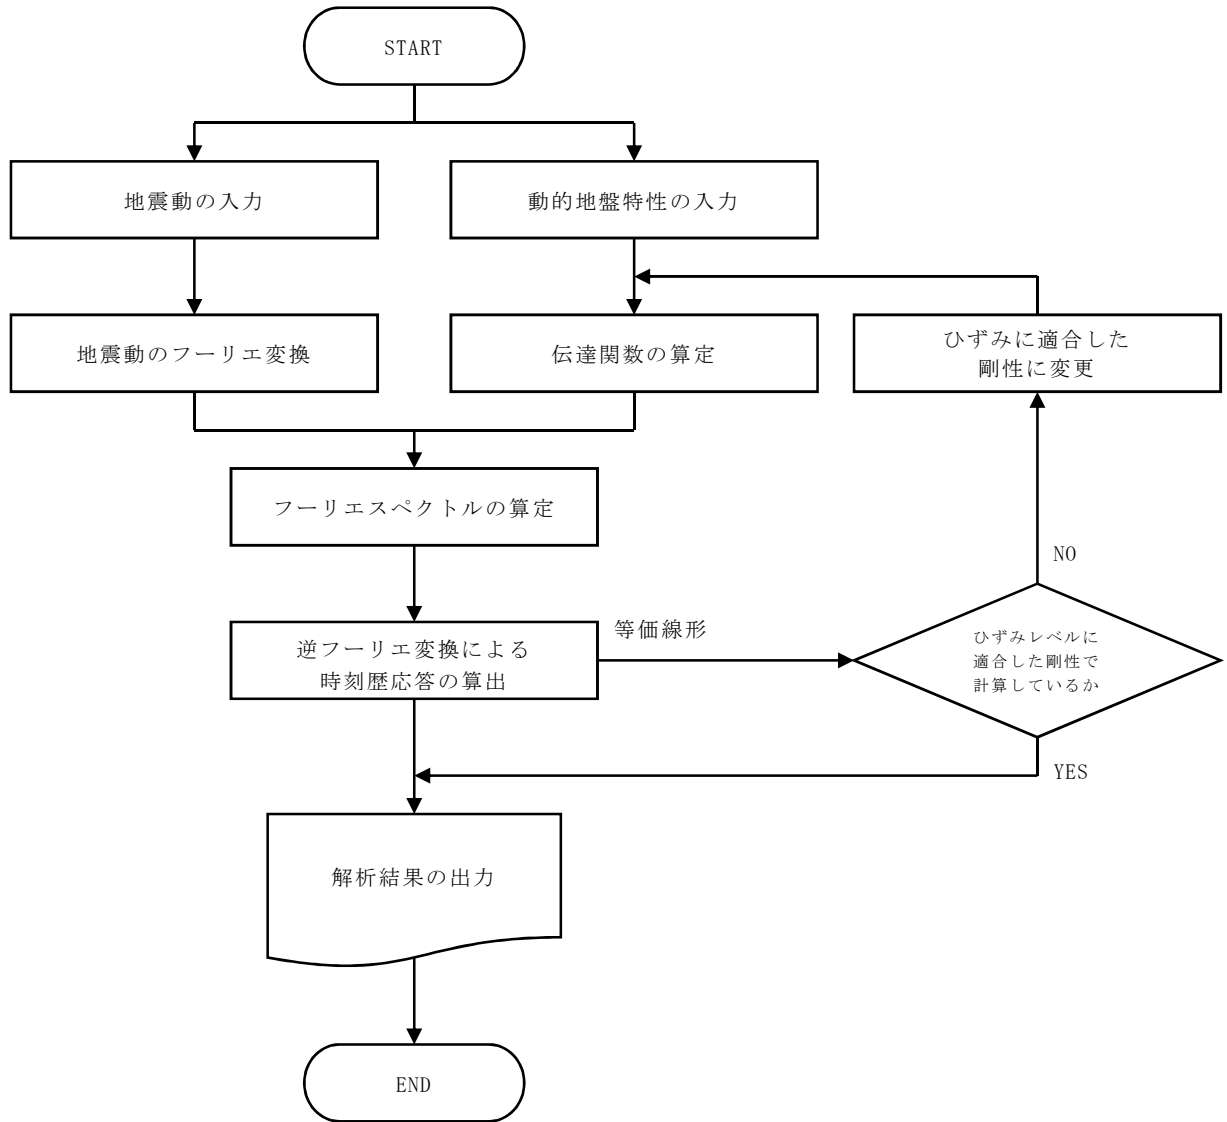 START
地震動の入力
動的地盤特性の入力
地震動のフーリエ変換
伝達関数の算定
ひずみに適合した
剛性に変更
フーリエスペクトルの算定
NO
等価線形
逆フーリエ変換による
時刻歴応答の算出
ひずみレベルに
適合した剛性で
計算しているか
YES
解析結果の出力
END